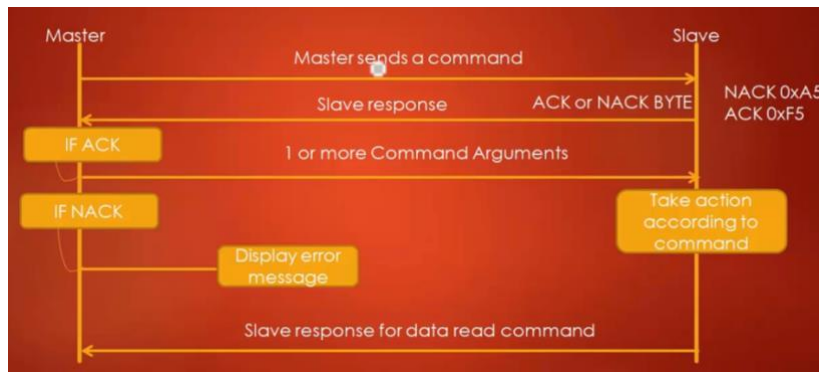 Master
Slave
Master sends a command
Slave response
ACK or NACK BYTE
NACK 0xA5
ACK 0xF5
IF ACK
1 or more Command Arguments
IF NACK
Take action
according to
command
Display error
message
Slave response for data read command